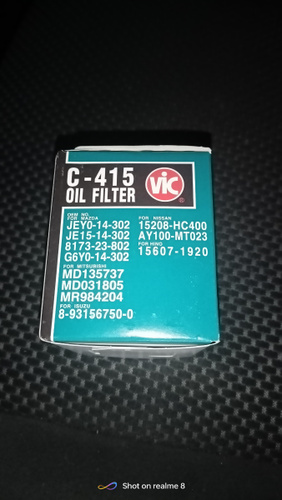 C-415
OIL FILTER
VIC
OEM NO.
FOR MAZDA
JEY0-14-302
JE15-14-302
8173-23-802
G6Y0-14-302
FOR MITSUBISHI
MD135737
MD031805
MR984204
FOR ISUZU
8-93156750-0
FOR NISSAN
15208-HC400
AY100-MT023
FOR HINO
15607-1920
Shot on realme 8